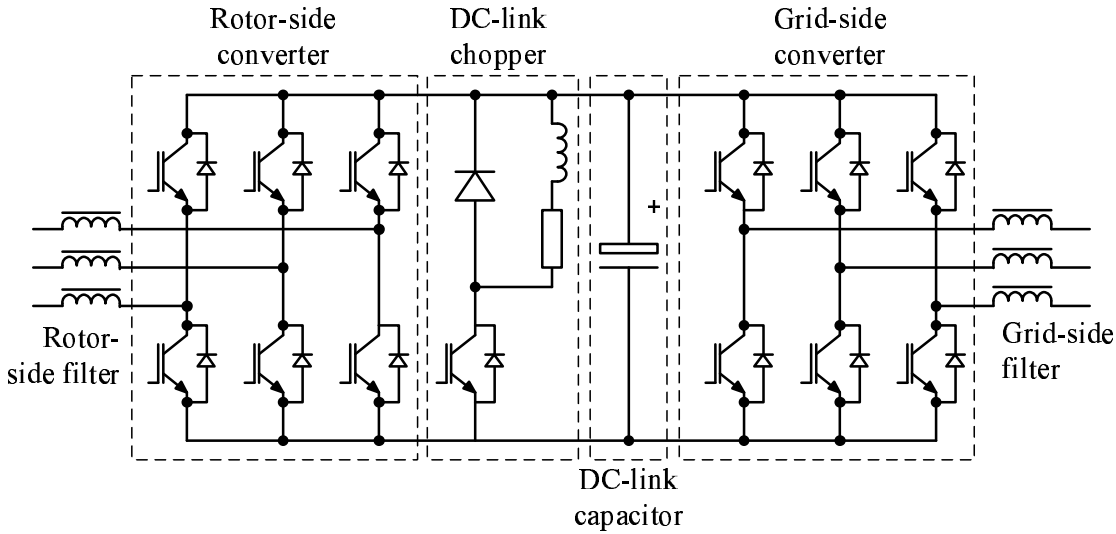 Rotor-side
converter
DC-link
chopper
Grid-side
converter
+
Rotor-
side filter
Grid-side
filter
DC-link
capacitor